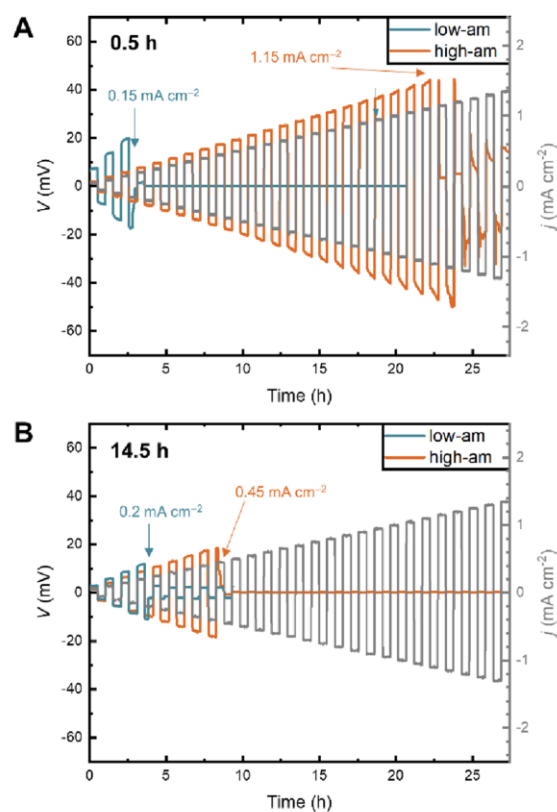 A
0.5 h
low-am
high-am
1.15 mA cm⁻²
0.15 mA cm⁻²
60
40
20
0
-20
-40
-60
V (mV)
2
1
0
-1
-2
j (mA cm⁻²)
0 5 10 15 20 25
Time (h)
B
14.5 h
low-am
high-am
0.2 mA cm⁻²
0.45 mA cm⁻²
60
40
20
0
-20
-40
-60
V (mV)
2
1
0
-1
-2
j (mA cm⁻²)
0 5 10 15 20 25
Time (h)